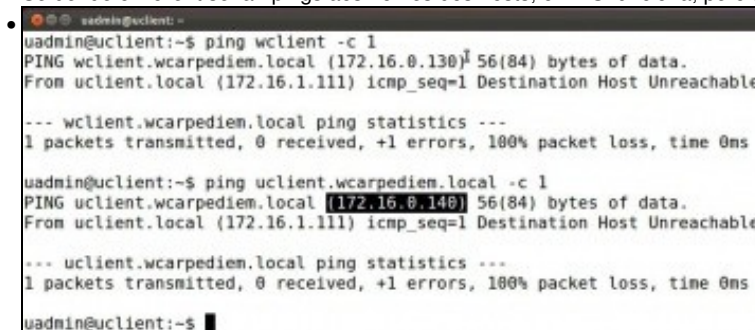 uadmin@uclient: ~
uadmin@uclient:~$ ping wclient -c 1
PING wclient.wcarpediem.local (172.16.0.130) 56(84) bytes of data.
From uclient.local (172.16.1.111) icmp_seq=1 Destination Host Unreachable
--- wclient.wcarpediem.local ping statistics ---
1 packets transmitted, 0 received, +1 errors, 100% packet loss, time 0ms
uadmin@uclient:~$ ping uclient.wcarpediem.local -c 1
PING uclient.wcarpediem.local (172.16.0.140) 56(84) bytes of data.
From uclient.local (172.16.1.111) icmp_seq=1 Destination Host Unreachable
--- uclient.wcarpediem.local ping statistics ---
1 packets transmitted, 0 received, +1 errors, 100% packet loss, time 0ms
uadmin@uclient:~$